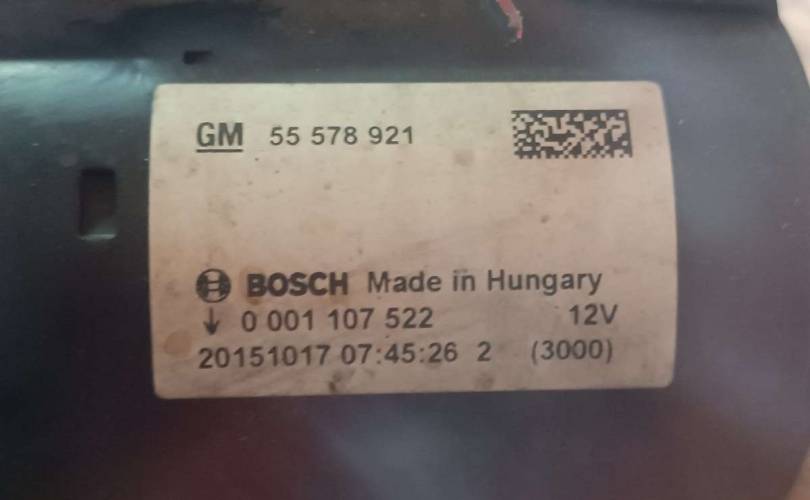 GM 55 578 921
BOSCH Made in Hungary
↓ 0 001 107 522 12V
20151017 07:45:26 2 (3000)